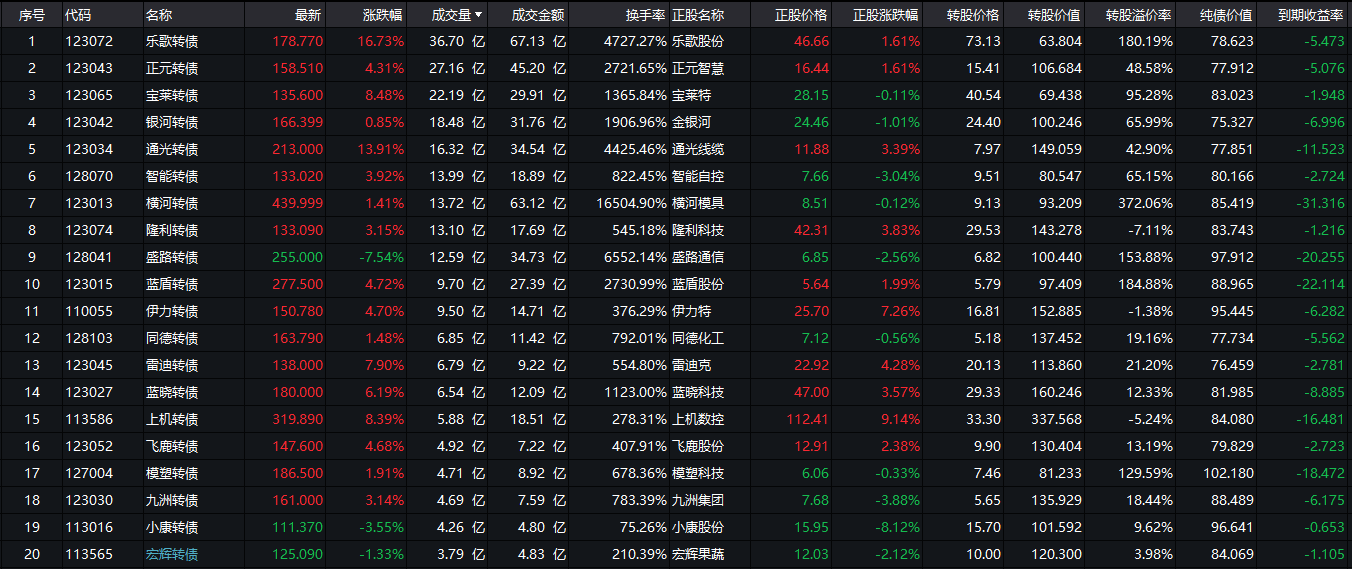 序号 代码 名称 最新 涨跌幅 成交量 成交金额 换手率 正股名称 正股价格 正股涨跌幅 转股价格 转股价值 转股溢价率 纯债价值 到期收益率
1 123072 乐歌转债 178.770 16.73% 36.70 亿 67.13 亿 4727.27% 乐歌股份 46.66 1.61% 73.13 63.804 180.19% 78.623 -5.473
2 123043 正元转债 158.510 4.31% 27.16 亿 45.20 亿 2721.65% 正元智慧 16.44 1.61% 15.41 106.684 48.58% 77.912 -5.076
3 123065 宝莱转债 135.600 8.48% 22.19 亿 29.91 亿 1365.84% 宝莱特 28.15 -0.11% 40.54 69.438 95.28% 83.023 -1.948
4 123042 银河转债 166.399 0.85% 18.48 亿 31.76 亿 1906.96% 金银河 24.46 -1.01% 24.40 100.246 65.99% 75.327 -6.996
5 123034 通光转债 213.000 13.91% 16.32 亿 34.54 亿 4425.46% 通光线缆 11.88 3.39% 7.97 149.059 42.90% 77.851 -11.523
6 128070 智能转债 133.020 3.92% 13.99 亿 18.89 亿 822.45% 智能自控 7.66 -3.04% 9.51 80.547 65.15% 80.166 -2.724
7 123013 横河转债 439.999 1.41% 13.72 亿 63.12 亿 16504.90% 横河模具 8.51 -0.12% 9.13 93.209 372.06% 85.419 -31.316
8 123074 隆利转债 133.090 3.15% 13.10 亿 17.69 亿 545.18% 隆利科技 42.31 3.83% 29.53 143.278 -7.11% 83.743 -1.216
9 128041 盛路转债 255.000 -7.54% 12.59 亿 34.73 亿 6552.14% 盛路通信 6.85 -2.56% 6.82 100.440 153.88% 97.912 -20.255
10 123015 蓝盾转债 277.500 4.72% 9.70 亿 27.39 亿 2730.99% 蓝盾股份 5.64 1.99% 5.79 97.409 184.88% 88.965 -22.114
11 110055 伊力转债 150.780 4.70% 9.50 亿 14.71 亿 376.29% 伊力特 25.70 7.26% 16.81 152.885 -1.38% 95.445 -6.282
12 128103 同德转债 163.790 1.48% 6.85 亿 11.42 亿 792.01% 同德化工 7.12 -0.56% 5.18 137.452 19.16% 77.734 -5.562
13 123045 雷迪转债 138.000 7.90% 6.79 亿 9.22 亿 554.80% 雷迪克 22.92 4.28% 20.13 113.860 21.20% 76.459 -2.781
14 123027 蓝晓转债 180.000 6.19% 6.54 亿 12.09 亿 1123.00% 蓝晓科技 47.00 3.57% 29.33 160.246 12.33% 81.985 -8.885
15 113586 上机转债 319.890 8.39% 5.88 亿 18.51 亿 278.31% 上机数控 112.41 9.14% 33.30 337.568 -5.24% 84.080 -16.481
16 123052 飞鹿转债 147.600 4.68% 4.92 亿 7.22 亿 407.91% 飞鹿股份 12.91 2.38% 9.90 130.404 13.19% 79.829 -2.723
17 127004 模塑转债 186.500 1.91% 4.71 亿 8.92 亿 678.36% 模塑科技 6.06 -0.33% 7.46 81.233 129.59% 102.180 -18.472
18 123030 九洲转债 161.000 3.14% 4.69 亿 7.59 亿 783.39% 九洲集团 7.68 -3.88% 5.65 135.929 18.44% 88.489 -6.175
19 113016 小康转债 111.370 -3.55% 4.26 亿 4.80 亿 75.26% 小康股份 15.95 -8.12% 15.70 101.592 9.62% 96.641 -0.653
20 113565 宏辉转债 125.090 -1.33% 3.79 亿 4.83 亿 210.39% 宏辉果蔬 12.03 -2.12% 10.00 120.300 3.98% 84.069 -1.105